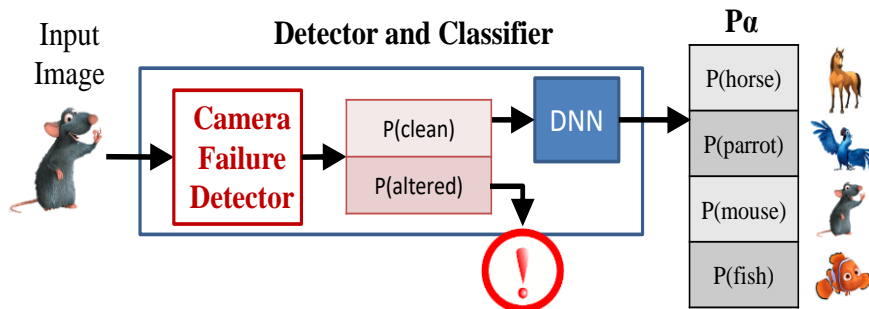 Input
Image
Detector and Classifier
Camera
Failure
Detector
P(clean)
P(altered)
DNN
!
Pα
P(horse)
P(parrot)
P(mouse)
P(fish)